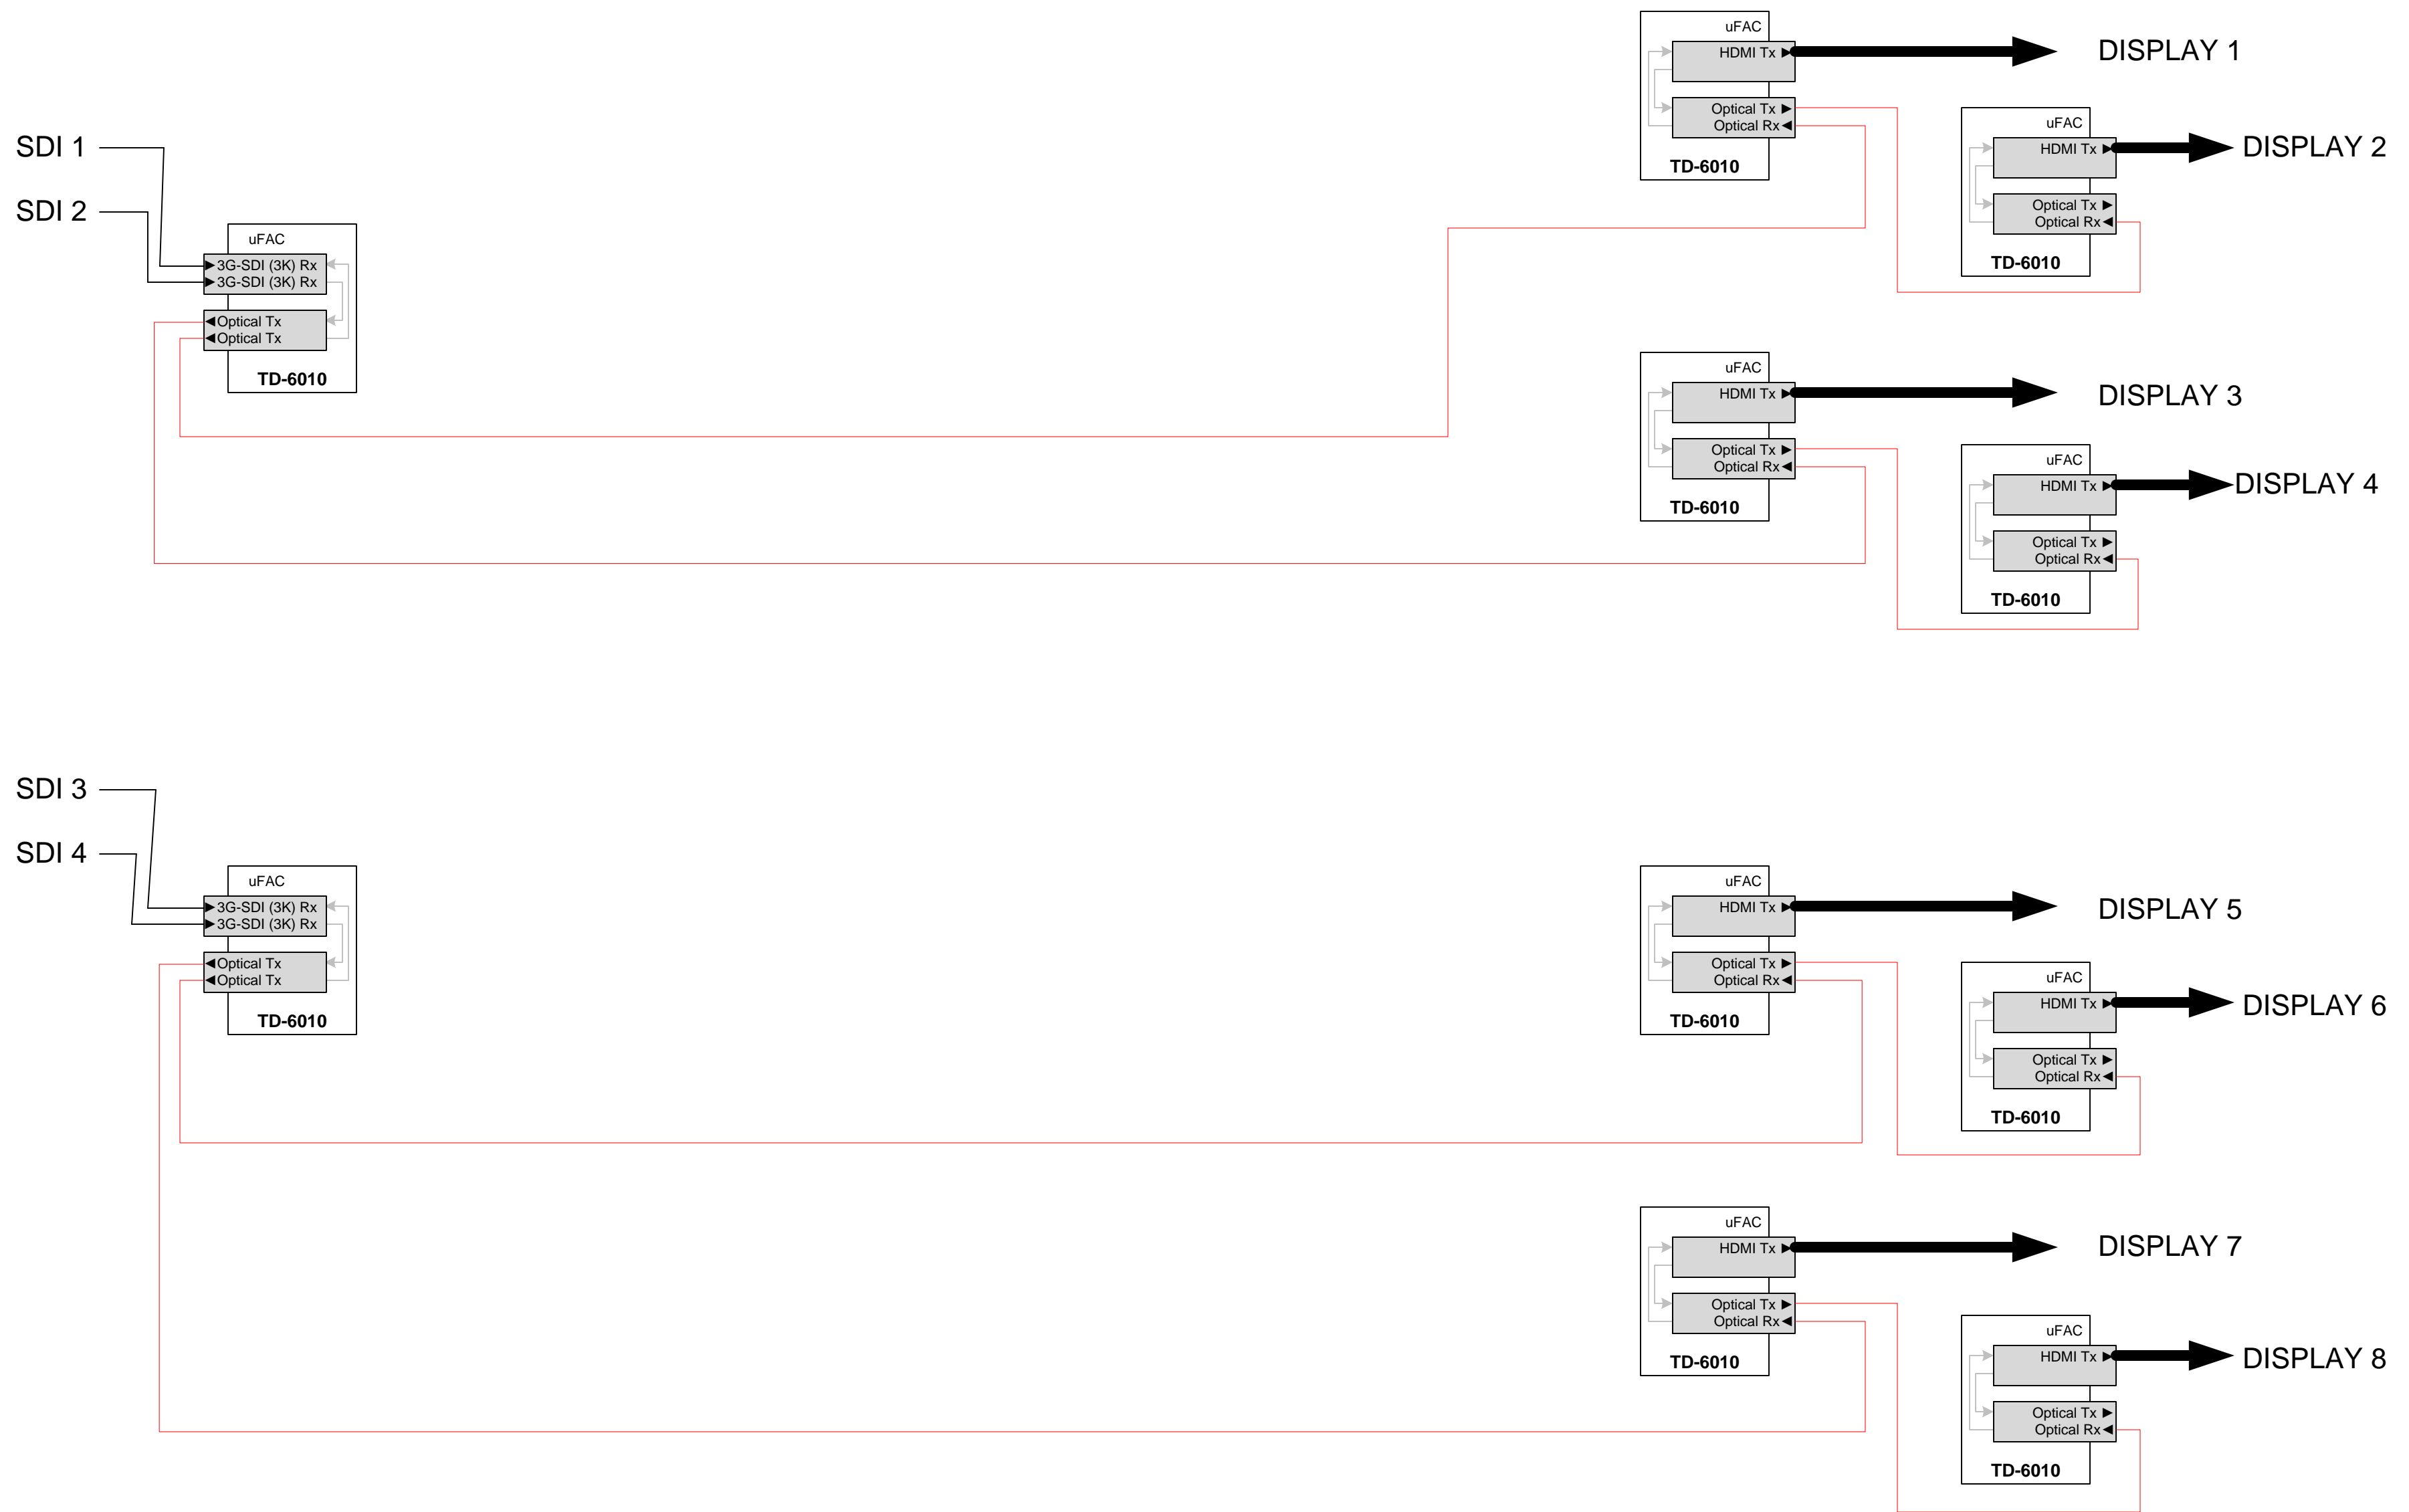 uFAC
HDMI Tx
Optical Tx
Optical Rx
TD-6010
DISPLAY 1
uFAC
HDMI Tx
Optical Tx
Optical Rx
TD-6010
DISPLAY 2
SDI 1
SDI 2
uFAC
3G-SDI (3K) Rx
3G-SDI (3K) Rx
Optical Tx
Optical Tx
TD-6010
uFAC
HDMI Tx
Optical Tx
Optical Rx
TD-6010
DISPLAY 3
uFAC
HDMI Tx
Optical Tx
Optical Rx
TD-6010
DISPLAY 4
SDI 3
SDI 4
uFAC
3G-SDI (3K) Rx
3G-SDI (3K) Rx
Optical Tx
Optical Tx
TD-6010
uFAC
HDMI Tx
Optical Tx
Optical Rx
TD-6010
DISPLAY 5
uFAC
HDMI Tx
Optical Tx
Optical Rx
TD-6010
DISPLAY 6
uFAC
HDMI Tx
Optical Tx
Optical Rx
TD-6010
DISPLAY 7
uFAC
HDMI Tx
Optical Tx
Optical Rx
TD-6010
DISPLAY 8